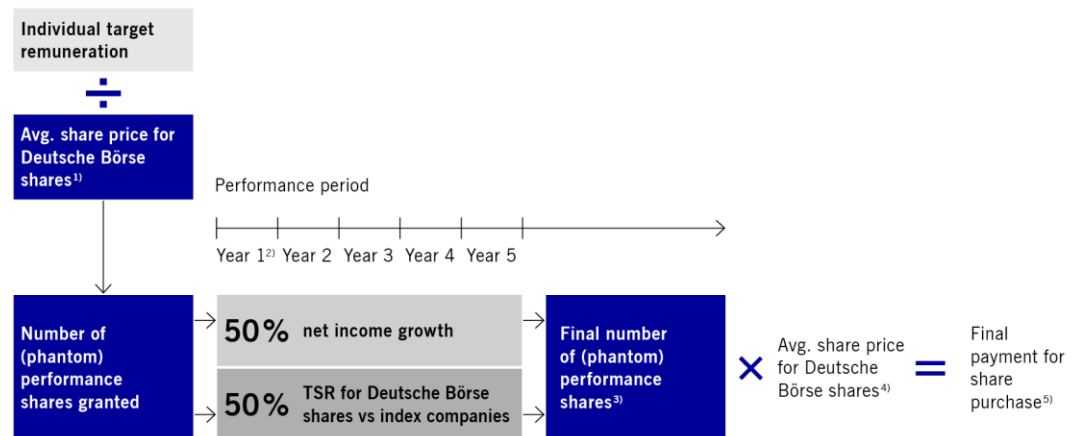 Individual target
remuneration
÷
Avg. share price for
Deutsche Börse
shares¹⁾
Performance period
Year 1²⁾ Year 2 Year 3 Year 4 Year 5
Number of
(phantom)
performance
shares granted
50% net income growth
50% TSR for Deutsche Börse
shares vs index companies
Final number
of (phantom)
performance
shares³⁾
×
Avg. share price
for Deutsche
Börse shares⁴⁾
=
Final
payment for
share
purchase⁵⁾